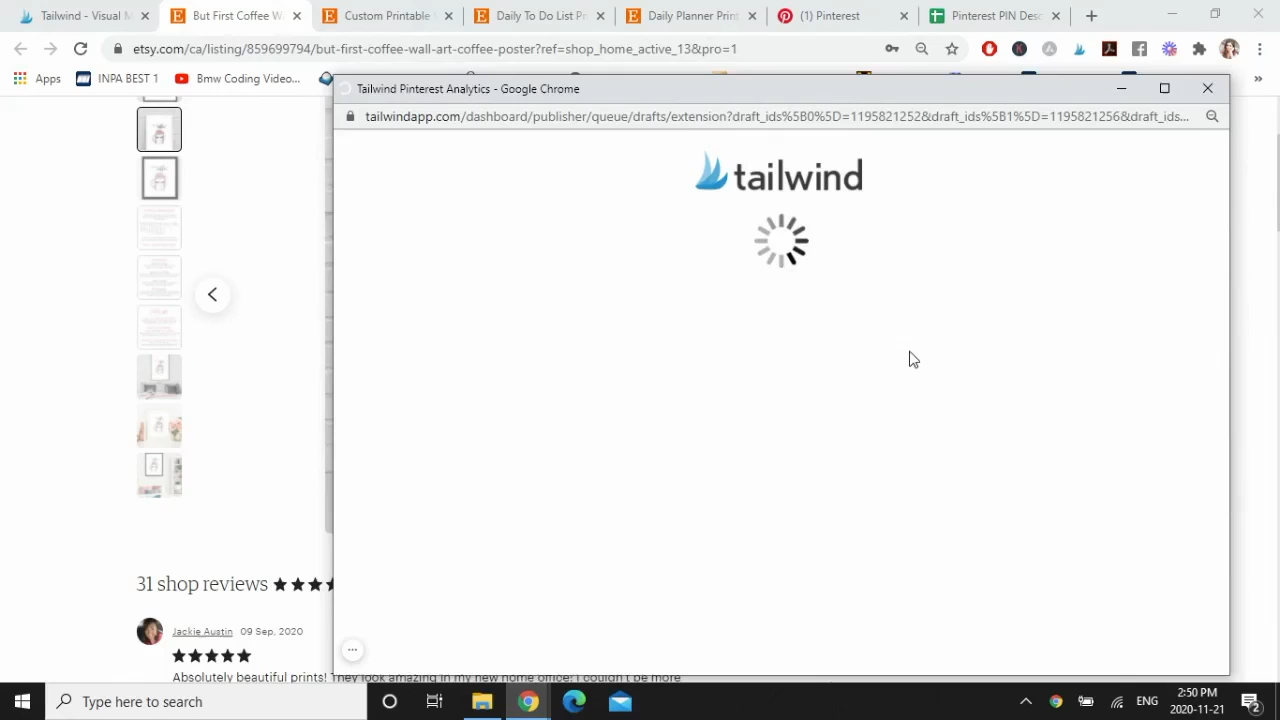 Tailwind - Visual M
But First Coffee W
Custom Printable
Daily To Do List P
Daily Planner Print
(1) Pinterest
Pinterest PIN Des
etsy.com/ca/listing/859699794/but-first-coffee-wall-art-coffee-poster?ref=shop_home_active_13&pro=1
Apps
INPA BEST 1
Bmw Coding Video...
Tailwind Pinterest Analytics - Google Chrome
tailwindapp.com/dashboard/publisher/queue/drafts/extension?draft_ids%5B0%5D=1195821252&draft_ids%5B1%5D=1195821256&draft_ids...
tailwind
31 shop reviews
Jackie Austin 09 Sep, 2020
Absolutely beautiful prints! They look amazing in my new home office! I couldn't be more
Type here to search
ENG
2:50 PM
2020-11-21
2